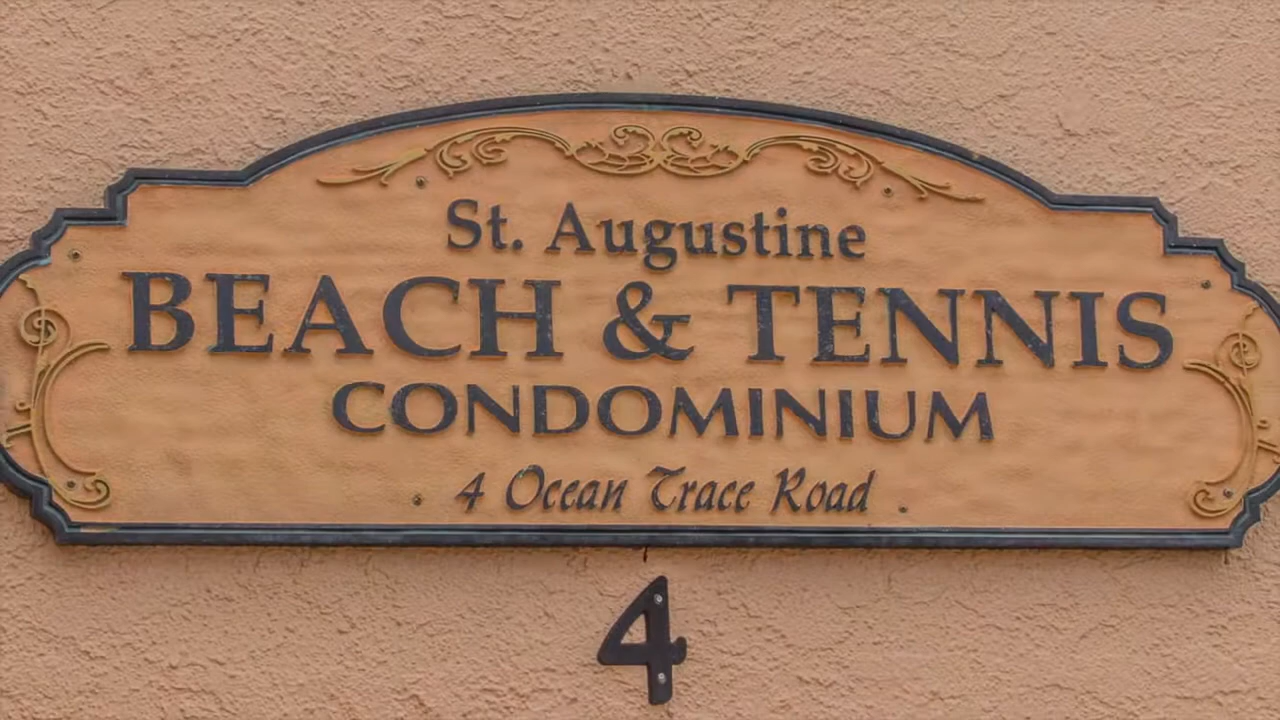 St. Augustine
BEACH & TENNIS
CONDOMINIUM
4 Ocean Trace Road
4